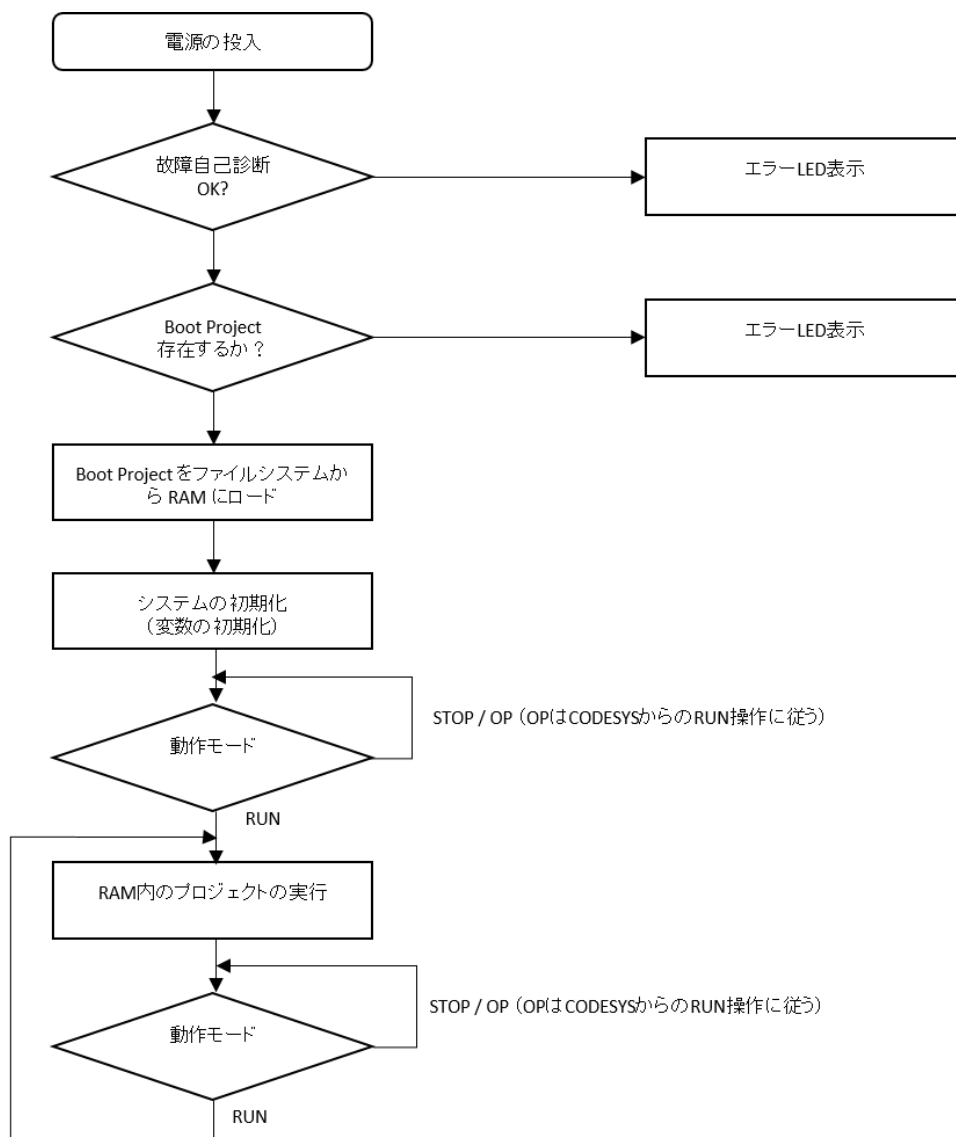 電源の投入
故障自己診断
OK?
エラーLED表示
Boot Project
存在するか？
エラーLED表示
Boot Projectをファイルシステムか
ら RAM にロード
システムの初期化
（変数の初期化）
STOP / OP（OPはCODESYSからのRUN操作に従う）
動作モード
RUN
RAM内のプロジェクトの実行
STOP / OP（OPはCODESYSからのRUN操作に従う）
動作モード
RUN